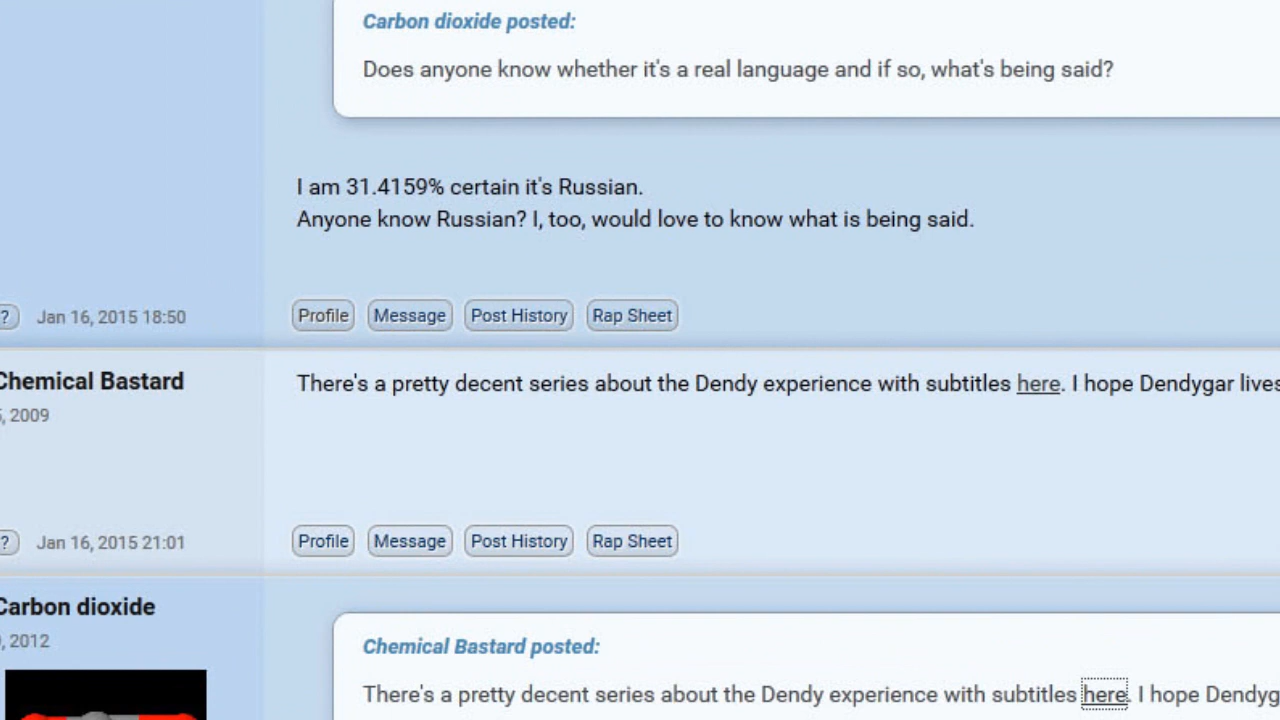 Carbon dioxide posted:
Does anyone know whether it's a real language and if so, what's being said?
I am 31.4159% certain it's Russian.
Anyone know Russian? I, too, would love to know what is being said.
? Jan 16, 2015 18:50 Profile Message Post History Rap Sheet
Chemical Bastard
, 2009
There's a pretty decent series about the Dendy experience with subtitles here. I hope Dendygar lives
? Jan 16, 2015 21:01 Profile Message Post History Rap Sheet
Carbon dioxide
, 2012
Chemical Bastard posted:
There's a pretty decent series about the Dendy experience with subtitles here. I hope Dendyg